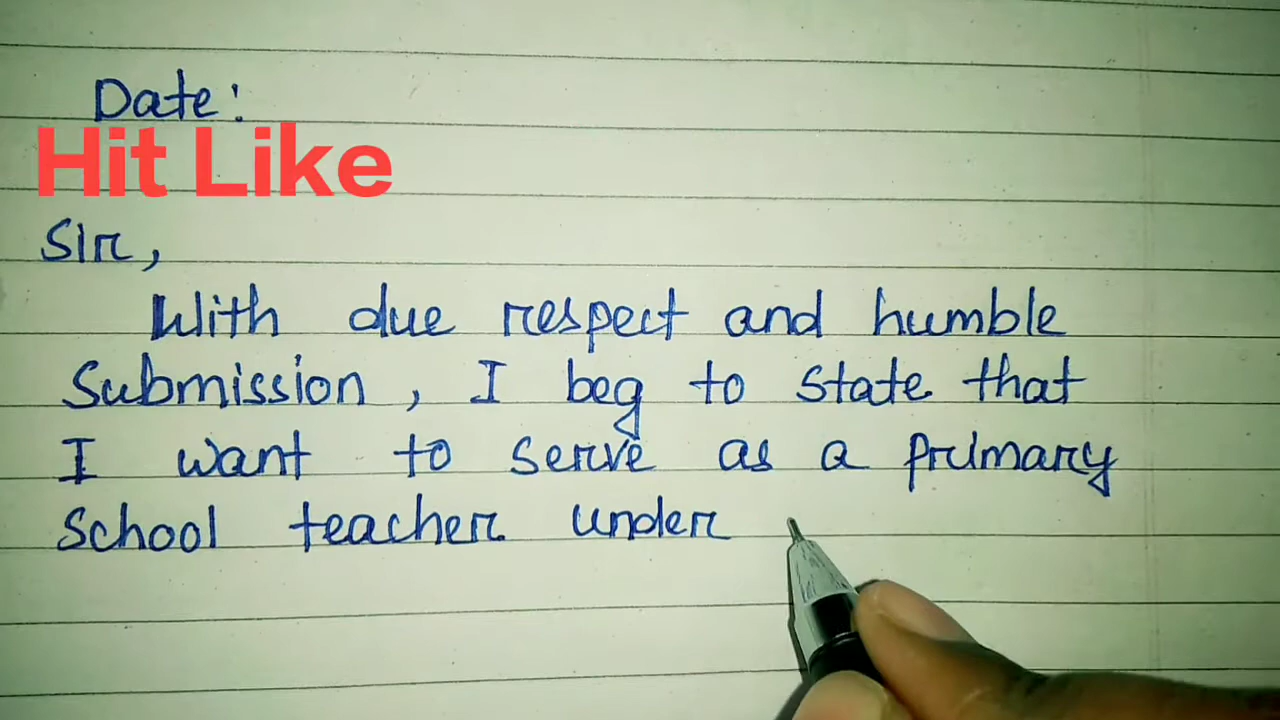 Date:
Hit Like
Sir,
With due respect and humble
Submission, I beg to state that
I want to serve as a primary
School teacher under